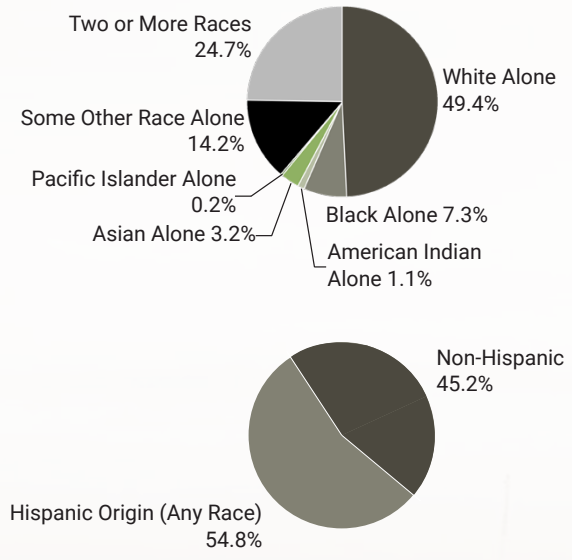 Two or More Races
24.7%
White Alone
49.4%
Some Other Race Alone
14.2%
Pacific Islander Alone
0.2%
Asian Alone 3.2%
Black Alone 7.3%
American Indian
Alone 1.1%
Non-Hispanic
45.2%
Hispanic Origin (Any Race)
54.8%